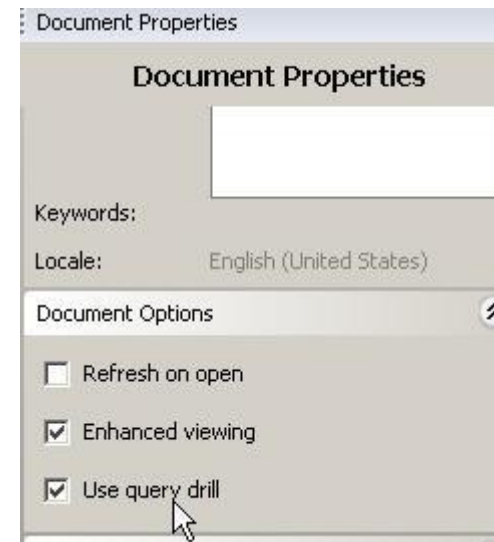 Document Properties
Document Properties
Keywords:
Locale: English (United States)
Document Options
Refresh on open
Enhanced viewing
Use query drill